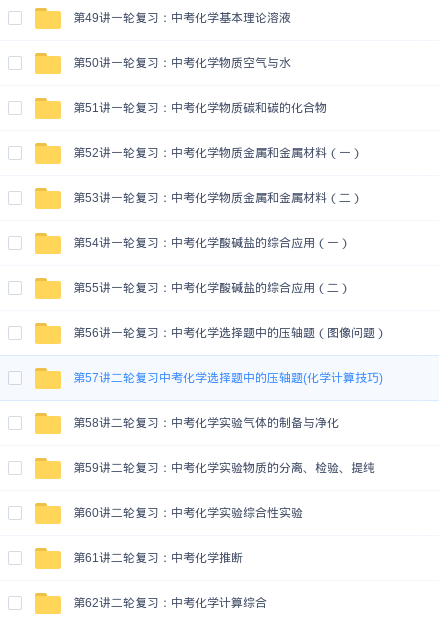 第49讲一轮复习：中考化学基本理论溶液
第50讲一轮复习：中考化学物质空气与水
第51讲一轮复习：中考化学物质碳和碳的化合物
第52讲一轮复习：中考化学物质金属和金属材料（一）
第53讲一轮复习：中考化学物质金属和金属材料（二）
第54讲一轮复习：中考化学酸碱盐的综合应用（一）
第55讲一轮复习：中考化学酸碱盐的综合应用（二）
第56讲一轮复习：中考化学选择题中的压轴题（图像问题）
第57讲二轮复习中考化学选择题中的压轴题(化学计算技巧)
第58讲二轮复习：中考化学实验气体的制备与净化
第59讲二轮复习：中考化学实验物质的分离、检验、提纯
第60讲二轮复习：中考化学实验综合性实验
第61讲二轮复习：中考化学推断
第62讲二轮复习：中考化学计算综合